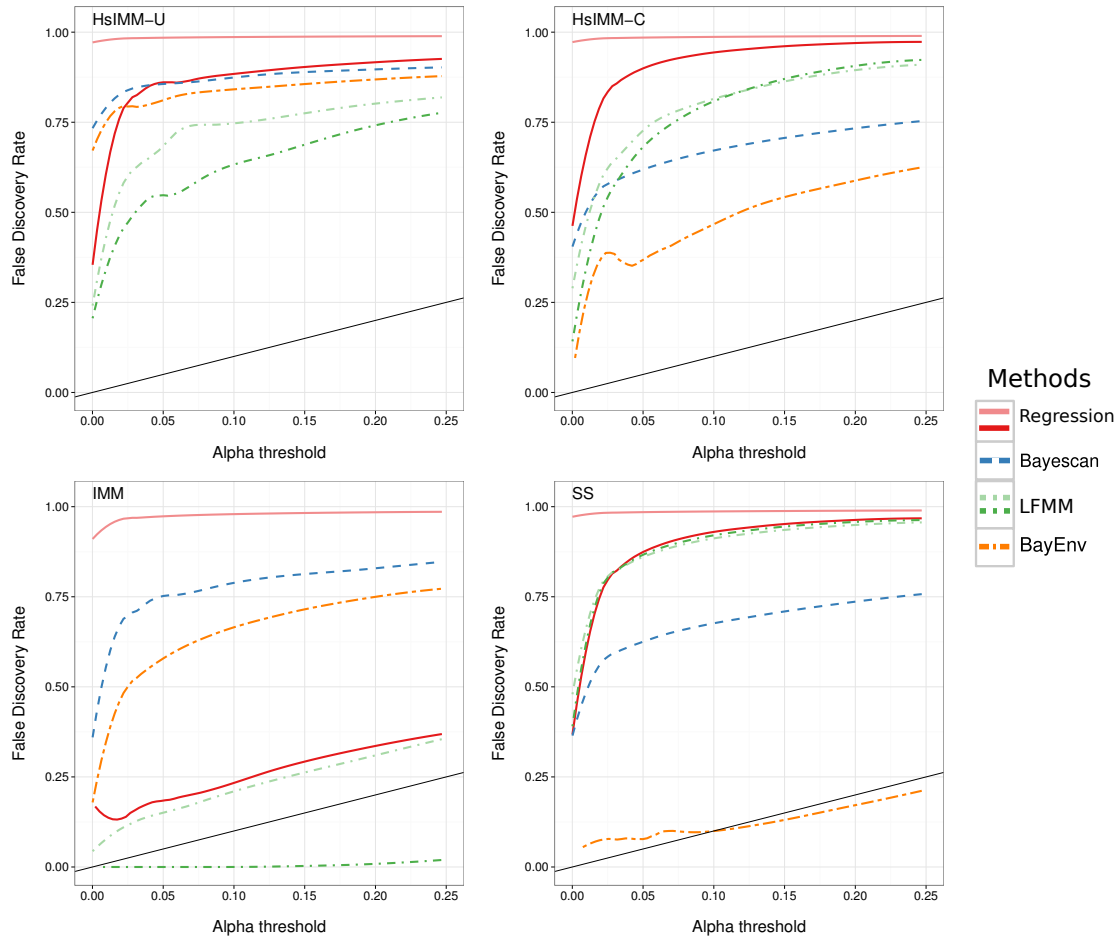 HsIMM−U
1.00
0.75
0.50
0.25
0.00
False Discovery Rate
0.00 0.05 0.10 0.15 0.20 0.25
Alpha threshold
HsIMM−C
1.00
0.75
0.50
0.25
0.00
False Discovery Rate
0.00 0.05 0.10 0.15 0.20 0.25
Alpha threshold
IMM
1.00
0.75
0.50
0.25
0.00
False Discovery Rate
0.00 0.05 0.10 0.15 0.20 0.25
Alpha threshold
SS
1.00
0.75
0.50
0.25
0.00
False Discovery Rate
0.00 0.05 0.10 0.15 0.20 0.25
Alpha threshold
Methods
Regression
Bayescan
LFMM
BayEnv